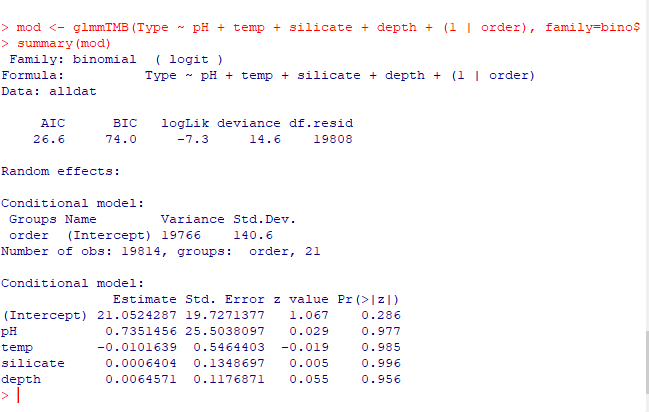 > mod <- glmmTMB(Type ~ pH + temp + silicate + depth + (1 | order), family=bino$
> summary(mod)
 Family: binomial  ( logit )
Formula:          Type ~ pH + temp + silicate + depth + (1 | order)
Data: alldat

     AIC      BIC   logLik deviance df.resid
    26.6     74.0     -7.3     14.6    19808

Random effects:

Conditional model:
 Groups Name        Variance Std.Dev.
 order  (Intercept) 19766    140.6
Number of obs: 19814, groups:  order, 21

Conditional model:
              Estimate Std. Error z value Pr(>|z|)
(Intercept) 21.0524287 19.7271377   1.067    0.286
pH           0.7351456 25.5038097   0.029    0.977
temp        -0.0101639  0.5464403  -0.019    0.985
silicate     0.0006404  0.1348697   0.005    0.996
depth        0.0064571  0.1176871   0.055    0.956
>